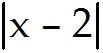 |x – 2|